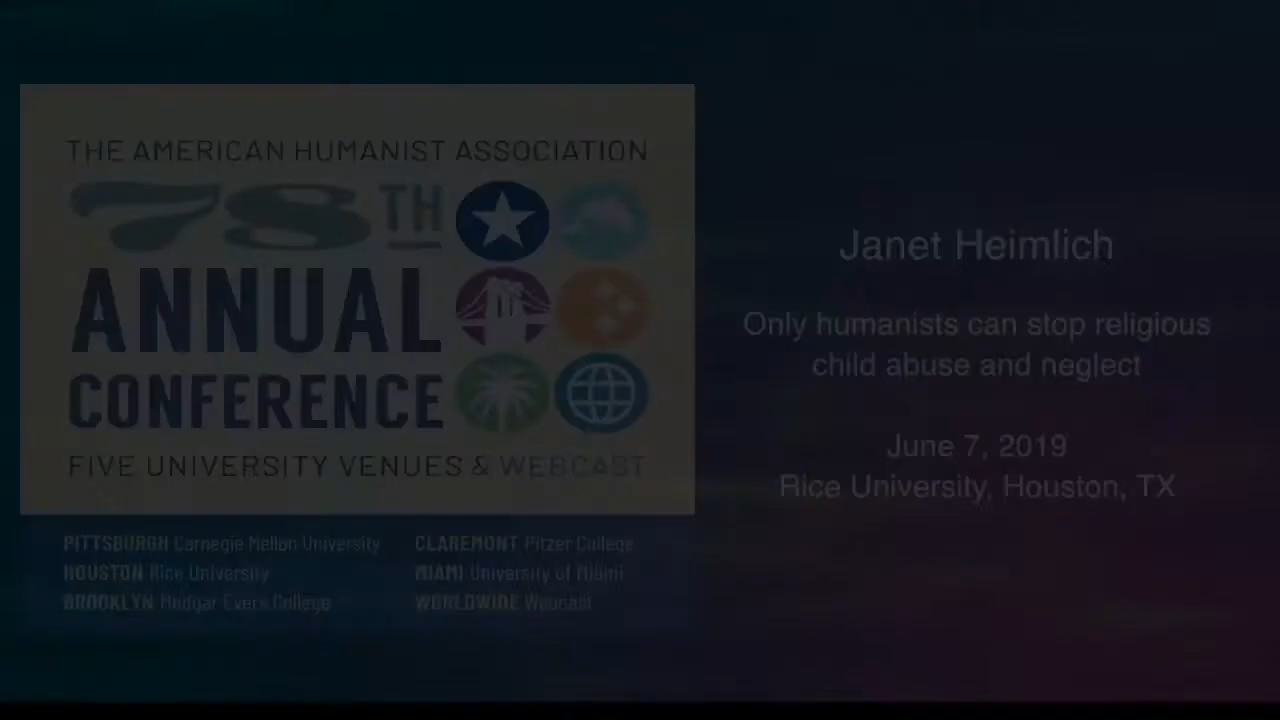 THE AMERICAN HUMANIST ASSOCIATION
78TH
ANNUAL
CONFERENCE
FIVE UNIVERSITY VENUES & WEBCAST
PITTSBURGH Carnegie Mellon University
HOUSTON Rice University
BROOKLYN Medgar Evers College
CLAREMONT Pitzer College
MIAMI University of Miami
WORLDWIDE Webcast
Janet Heimlich
Only humanists can stop religious
child abuse and neglect
June 7, 2019
Rice University, Houston, TX